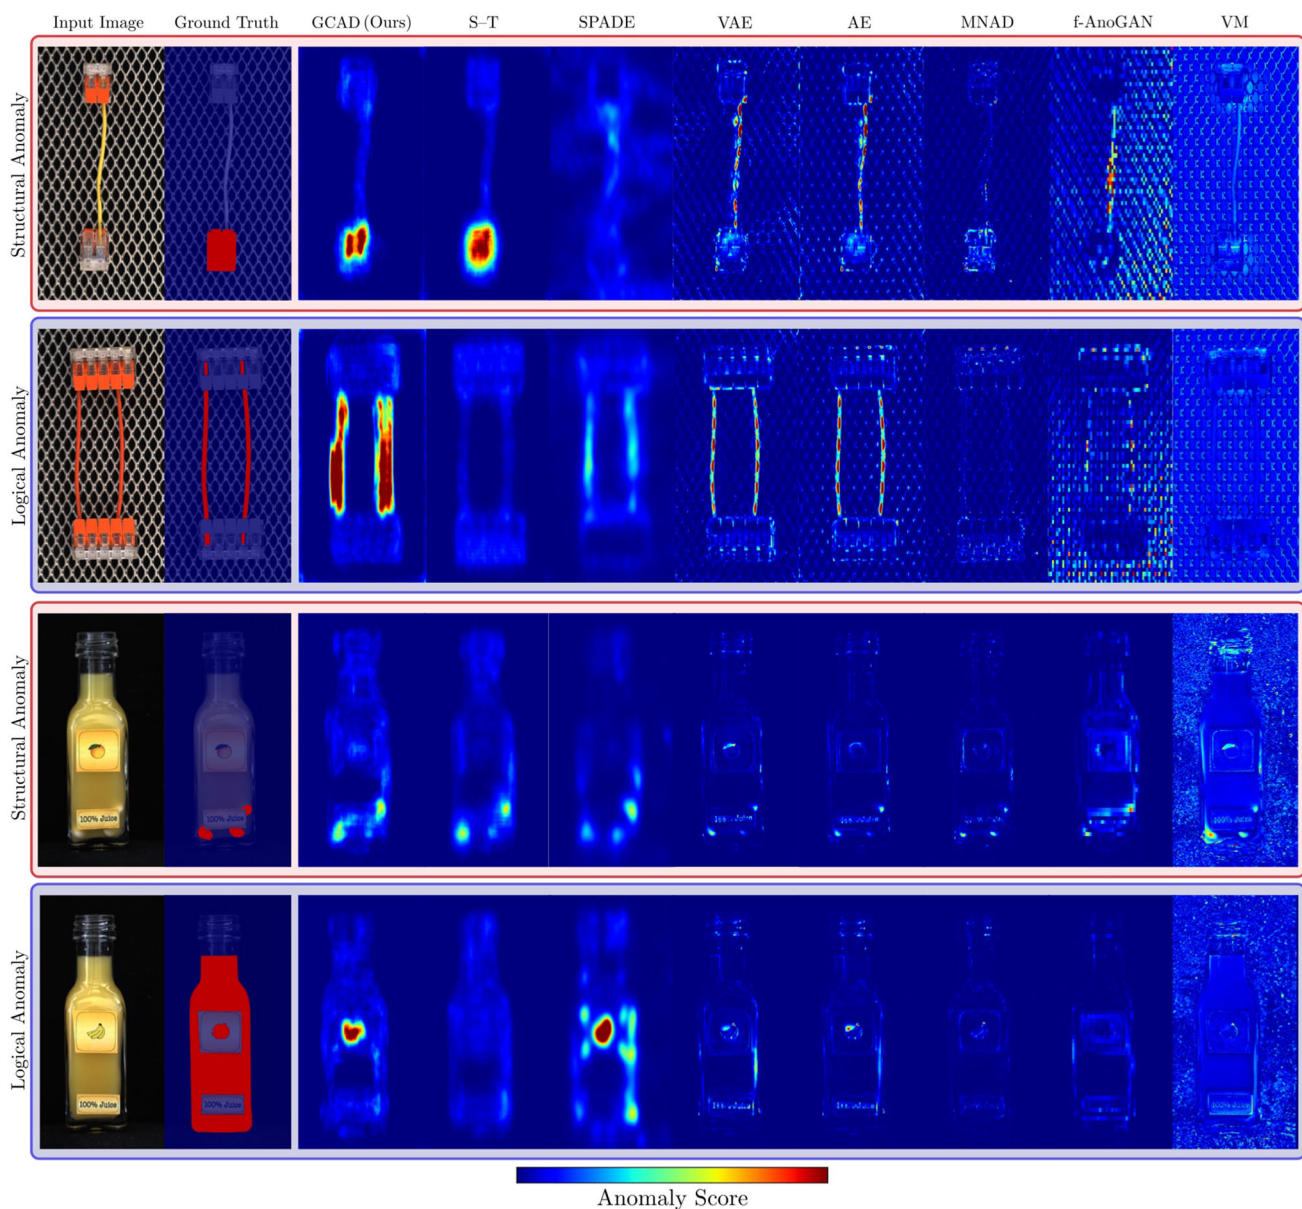 Input Image Ground Truth GCAD (Ours) S–T SPADE VAE AE MNAD f-AnoGAN VM
Structural Anomaly
Logical Anomaly
Structural Anomaly
100% Juice
Logical Anomaly
100% Juice
Anomaly Score